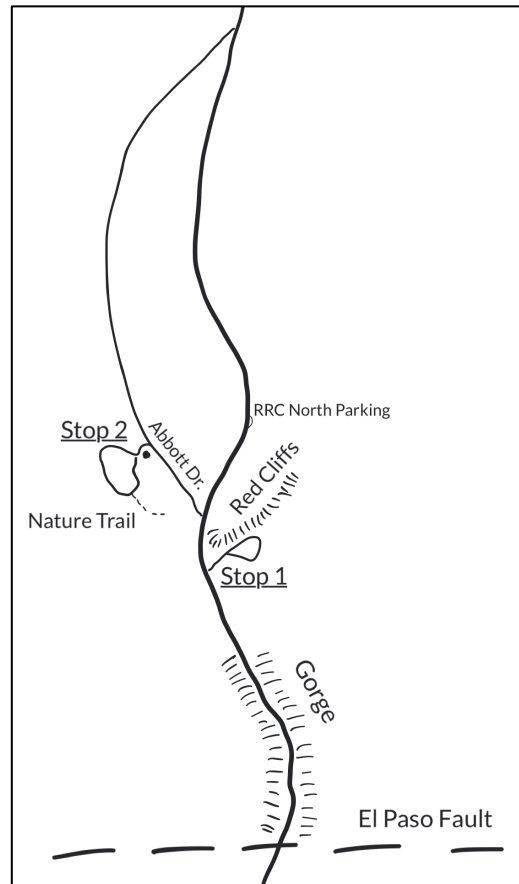 RRC North Parking
Stop 2
Abbott Dr.
Red Cliffs
Nature Trail
Stop 1
Gorge
El Paso Fault